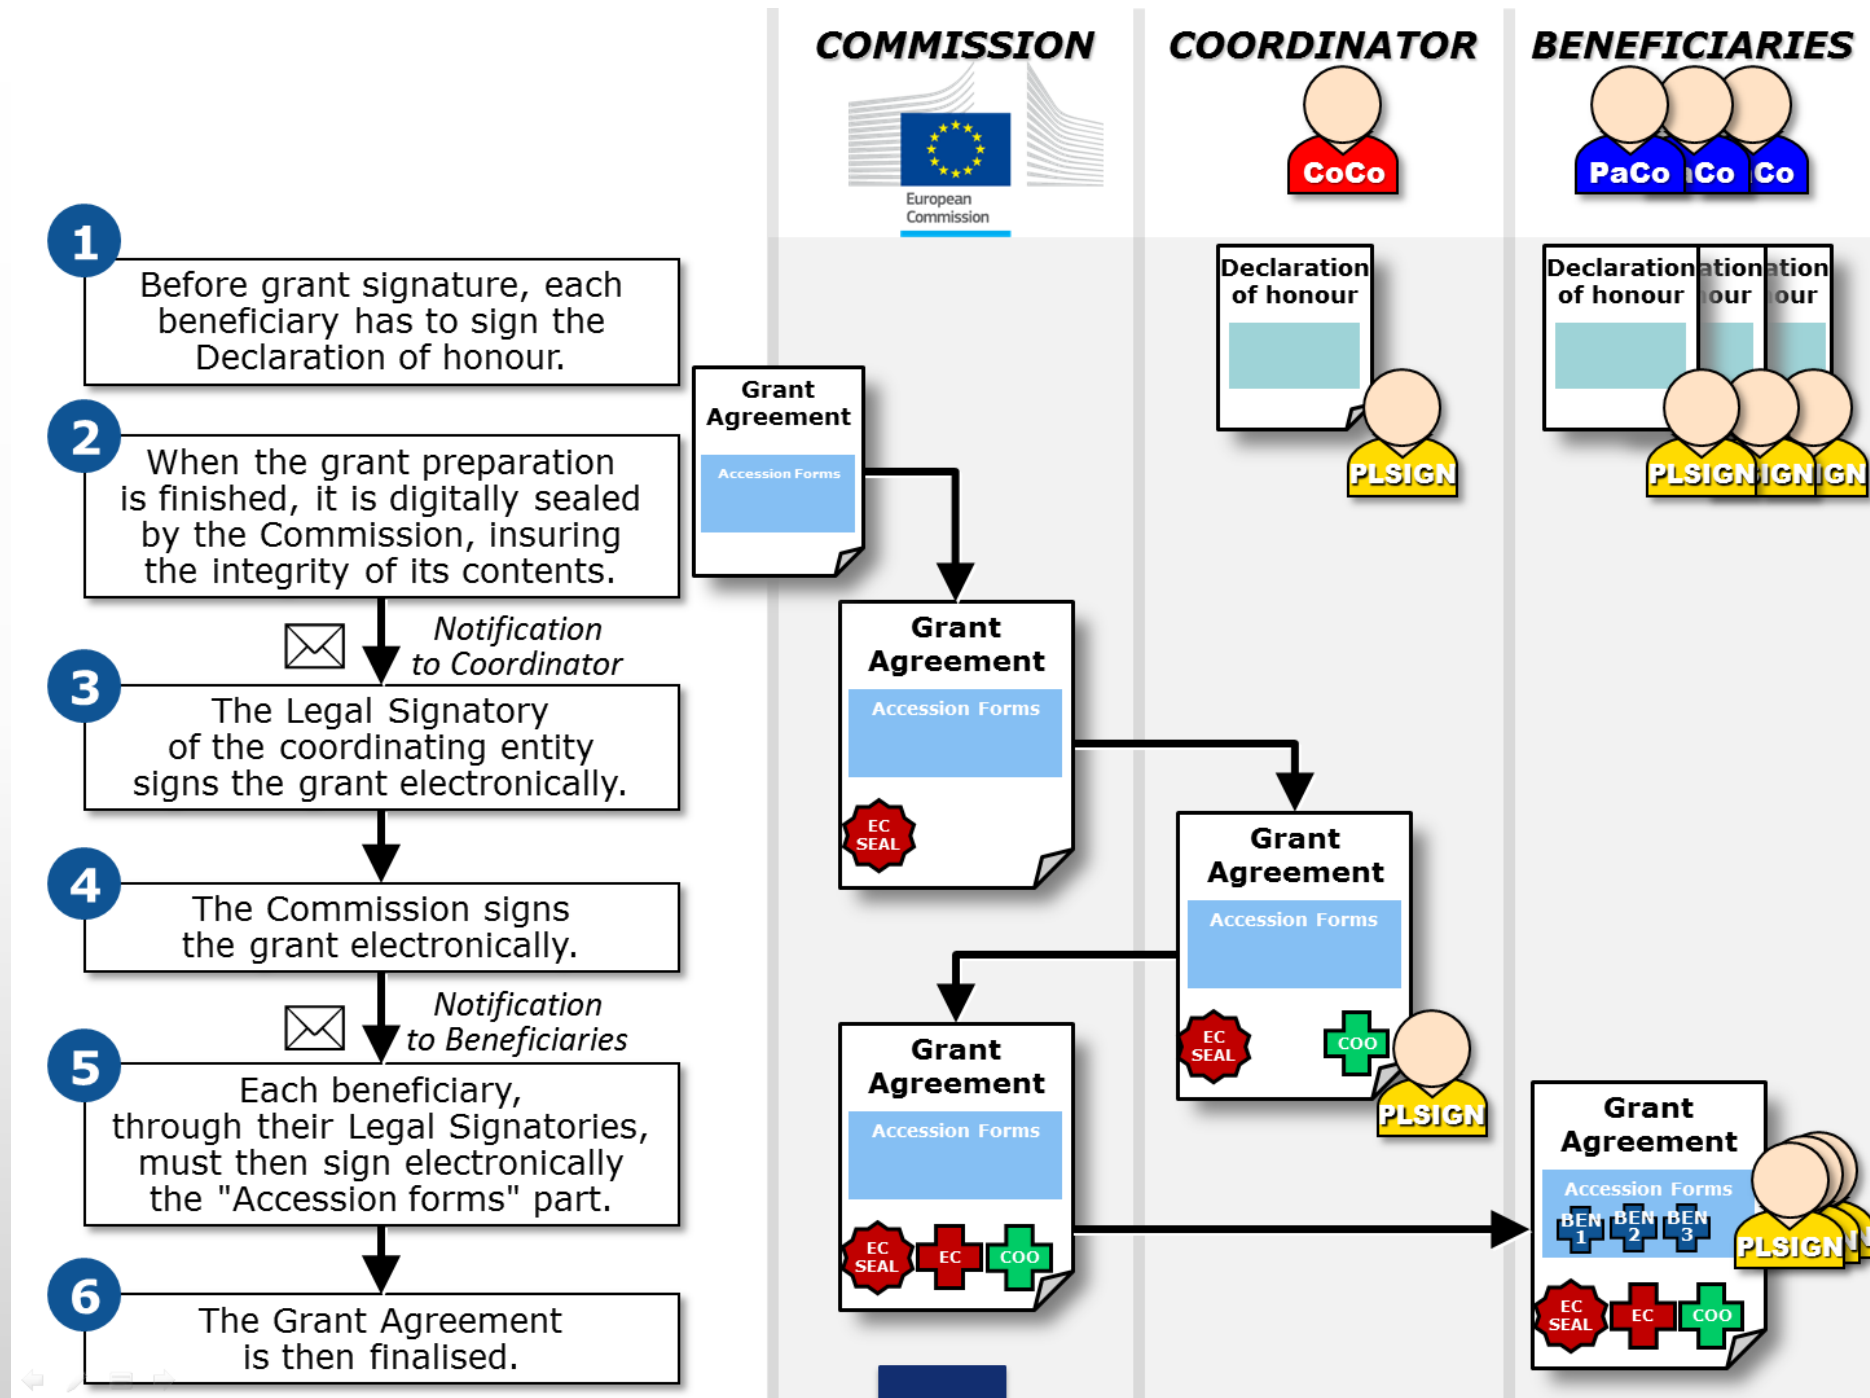 COMMISSION
COORDINATOR
BENEFICIARIES
European
Commission
CoCo
PaCo
aCo
Co
1
Before grant signature, each
beneficiary has to sign the
Declaration of honour.
Declaration
of honour
PLSIGN
Declaration
of honour
ation
our
ation
our
PLSIGN
IGN
IGN
Grant
Agreement
Accession Forms
2
When the grant preparation
is finished, it is digitally sealed
by the Commission, insuring
the integrity of its contents.
Notification
to Coordinator
Grant
Agreement
Accession Forms
EC
SEAL
3
The Legal Signatory
of the coordinating entity
signs the grant electronically.
Grant
Agreement
Accession Forms
EC
SEAL
COO
PLSIGN
4
The Commission signs
the grant electronically.
Notification
to Beneficiaries
Grant
Agreement
Accession Forms
EC
SEAL
EC
COO
5
Each beneficiary,
through their Legal Signatories,
must then sign electronically
the "Accession forms" part.
Grant
Agreement
Accession Forms
BEN
1
BEN
2
BEN
3
PLSIGN
EC
SEAL
EC
COO
6
The Grant Agreement
is then finalised.